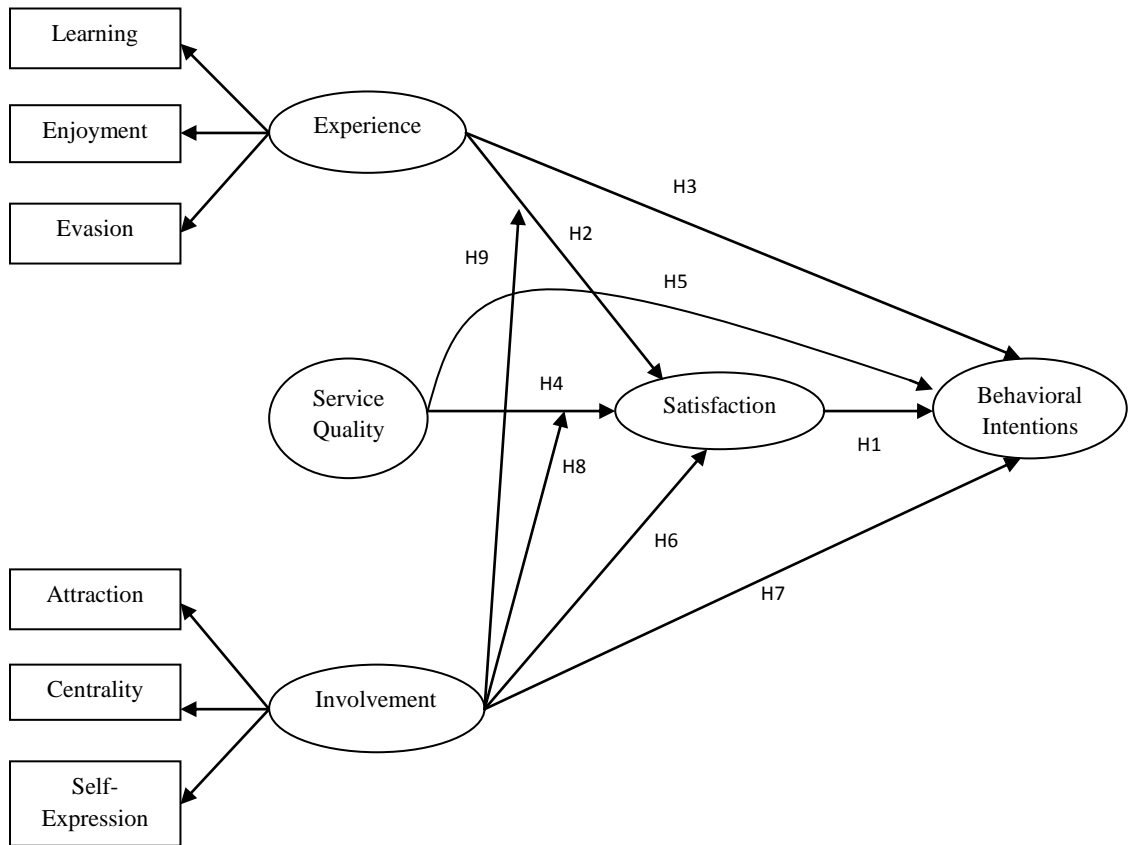 Learning
Enjoyment
Evasion
Experience
H3
H2
H9
H5
Service
Quality
H4
Satisfaction
H1
Behavioral
Intentions
H8
H6
H7
Attraction
Centrality
Self-
Expression
Involvement